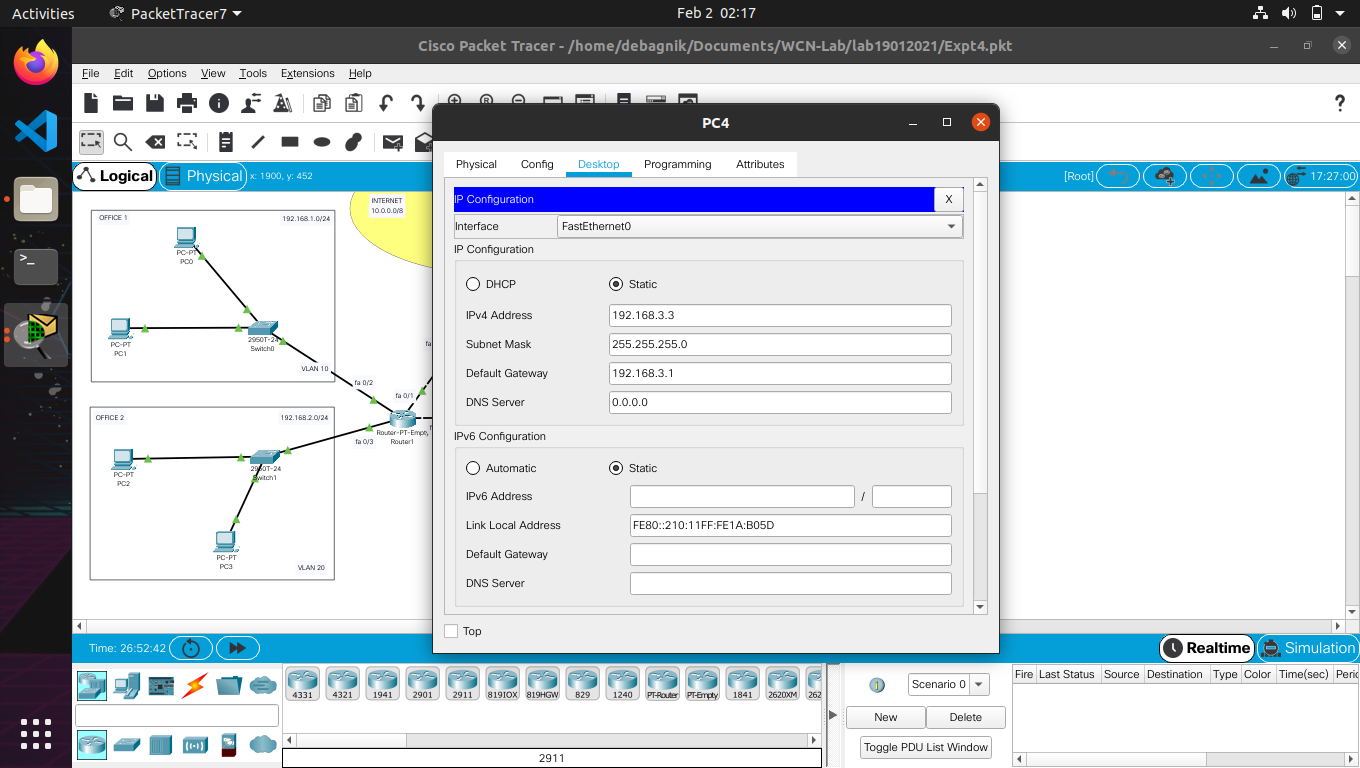 Activities
PacketTracer7
Feb 2 02:17
Cisco Packet Tracer - /home/debagnik/Documents/WCN-Lab/lab19012021/Expt4.pkt
File Edit Options View Tools Extensions Help
Logical
Physical
x: 1900, y: 452
[Root]
17:27:00
OFFICE 1
192.168.1.0/24
PC-PT
PC0
PC-PT
PC1
2950T-24
Switch0
VLAN 10
INTERNET
10.0.0.0/8
fa 0/2
fa 0/1
fa 0/3
Router-PT-Empty
Router1
OFFICE 2
192.168.2.0/24
PC-PT
PC2
2950T-24
Switch1
PC-PT
PC3
VLAN 20
PC4
Physical Config Desktop Programming Attributes
IP Configuration
X
Interface
FastEthernet0
IP Configuration
DHCP
Static
IPv4 Address
192.168.3.3
Subnet Mask
255.255.255.0
Default Gateway
192.168.3.1
DNS Server
0.0.0.0
IPv6 Configuration
Automatic
Static
IPv6 Address
/
Link Local Address
FE80::210:11FF:FE1A:B05D
Default Gateway
DNS Server
Top
Time: 26:52:42
Realtime
Simulation
4331 4321 1941 2901 2911 819IOX 819HGW 829 1240 PT-Router PT-Empty 1841 2620XM 262
2911
Scenario 0
New
Delete
Toggle PDU List Window
Fire Last Status Source Destination Type Color Time(sec) Perio